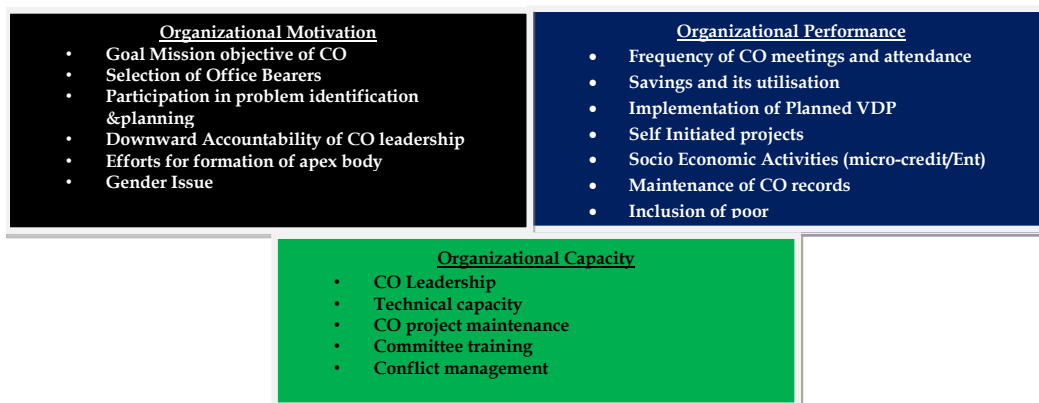 Organizational Motivation
• Goal Mission objective of CO
• Selection of Office Bearers
• Participation in problem identification
&planning
• Downward Accountability of CO leadership
• Efforts for formation of apex body
• Gender Issue
Organizational Performance
• Frequency of CO meetings and attendance
• Savings and its utilisation
• Implementation of Planned VDP
• Self Initiated projects
• Socio Economic Activities (micro-credit/Ent)
• Maintenance of CO records
• Inclusion of poor
Organizational Capacity
• CO Leadership
• Technical capacity
• CO project maintenance
• Committee training
• Conflict management